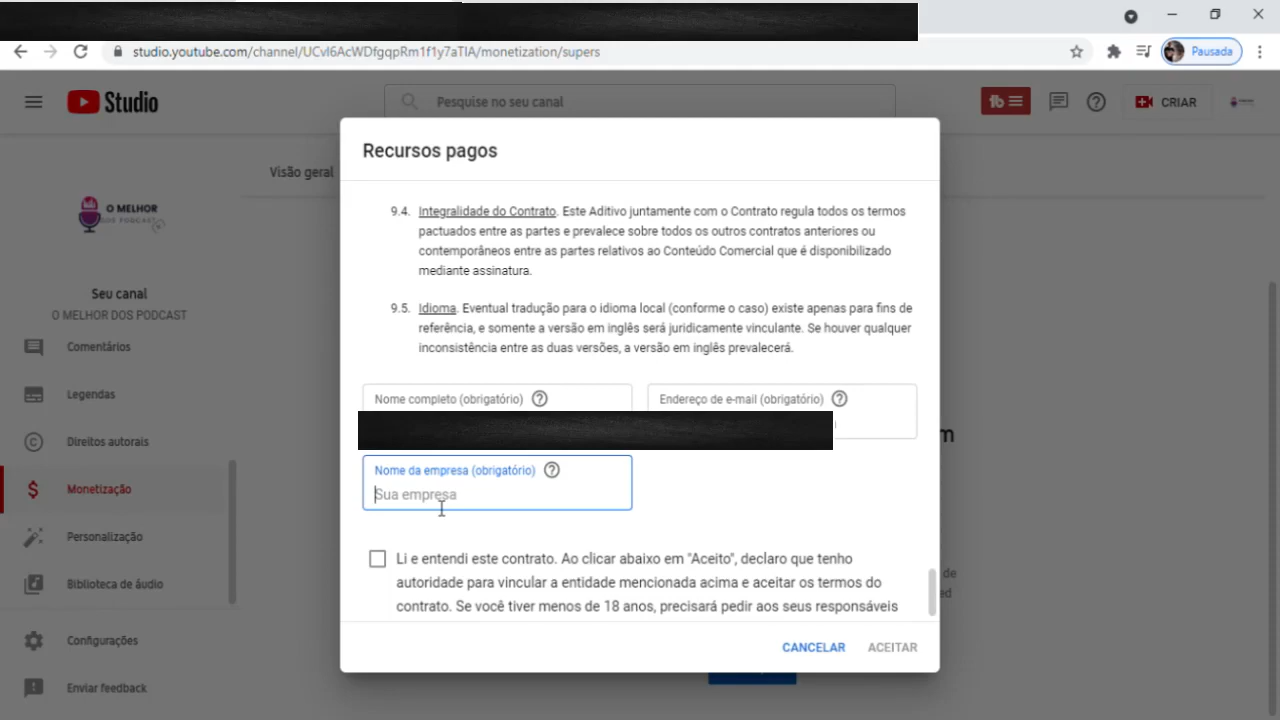 studio.youtube.com/channel/UCvl6AcWDfgqpRm1f1y7aTIA/monetization/supers
Pausada
Studio
Pesquise no seu canal
CRIAR
Recursos pagos
Visão geral
O MELHOR
DOS PODCAST
Seu canal
O MELHOR DOS PODCAST
Comentários
Legendas
Direitos autorais
Monetização
Personalização
Biblioteca de áudio
Configurações
Enviar feedback
9.4. Integralidade do Contrato. Este Aditivo juntamente com o Contrato regula todos os termos
pactuados entre as partes e prevalece sobre todos os outros contratos anteriores ou
contemporâneos entre as partes relativos ao Conteúdo Comercial que é disponibilizado
mediante assinatura.
9.5. Idioma. Eventual tradução para o idioma local (conforme o caso) existe apenas para fins de
referência, e somente a versão em inglês será juridicamente vinculante. Se houver qualquer
inconsistência entre as duas versões, a versão em inglês prevalecerá.
Nome completo (obrigatório)
Endereço de e-mail (obrigatório)
Nome da empresa (obrigatório)
Sua empresa
Li e entendi este contrato. Ao clicar abaixo em "Aceito", declaro que tenho
autoridade para vincular a entidade mencionada acima e aceitar os termos do
contrato. Se você tiver menos de 18 anos, precisará pedir aos seus responsáveis
CANCELAR
ACEITAR
m
de
ed